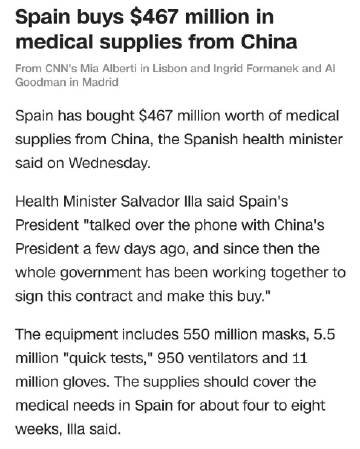 Spain buys $467 million in
medical supplies from China
From CNN's Mia Alberti in Lisbon and Ingrid Formanek and Al
Goodman in Madrid
Spain has bought $467 million worth of medical
supplies from China, the Spanish health minister
said on Wednesday.
Health Minister Salvador Illa said Spain's
President "talked over the phone with China's
President a few days ago, and since then the
whole government has been working together to
sign this contract and make this buy."
The equipment includes 550 million masks, 5.5
million "quick tests," 950 ventilators and 11
million gloves. The supplies should cover the
medical needs in Spain for about four to eight
weeks, Illa said.